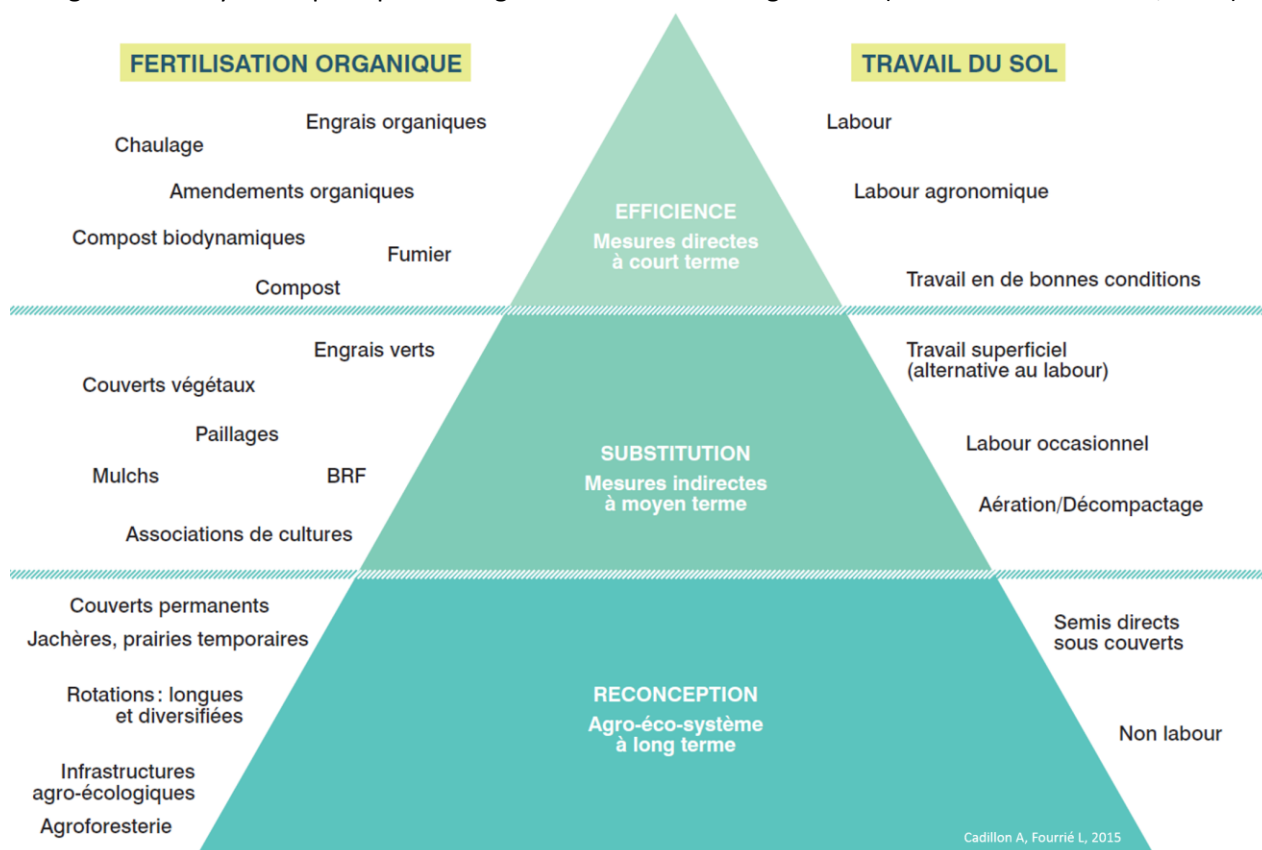 FERTILISATION ORGANIQUE
TRAVAIL DU SOL
Engrais organiques
Chaulage
Amendements organiques
Compost biodynamiques
Fumier
Compost
EFFICIENCE
Mesures directes
à court terme
Labour
Labour agronomique
Travail en de bonnes conditions
Engrais verts
Couverts végétaux
Paillages
Mulchs
BRF
Associations de cultures
SUBSTITUTION
Mesures indirectes
à moyen terme
Travail superficiel
(alternative au labour)
Labour occasionnel
Aération/Décompactage
Couverts permanents
Jachères, prairies temporaires
Rotations : longues
et diversifiées
Infrastructures
agro-écologiques
Agroforesterie
RECONCEPTION
Agro-éco-système
à long terme
Semis directs
sous couverts
Non labour
Cadillon A, Fourrié L, 2015